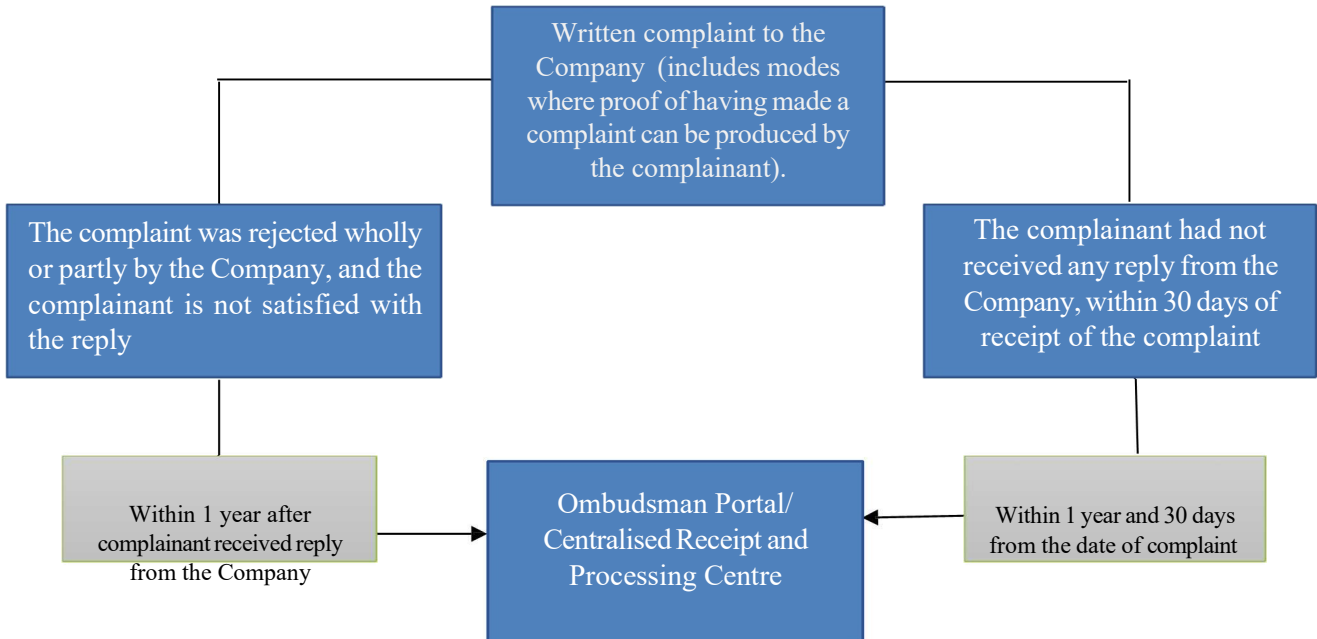 Written complaint to the
Company (includes modes
where proof of having made a
complaint can be produced by
the complainant).
The complaint was rejected wholly
or partly by the Company, and the
complainant is not satisfied with
the reply
The complainant had not
received any reply from the
Company, within 30 days of
receipt of the complaint
Within 1 year after
complainant received reply
from the Company
Ombudsman Portal/
Centralised Receipt and
Processing Centre
Within 1 year and 30 days
from the date of complaint